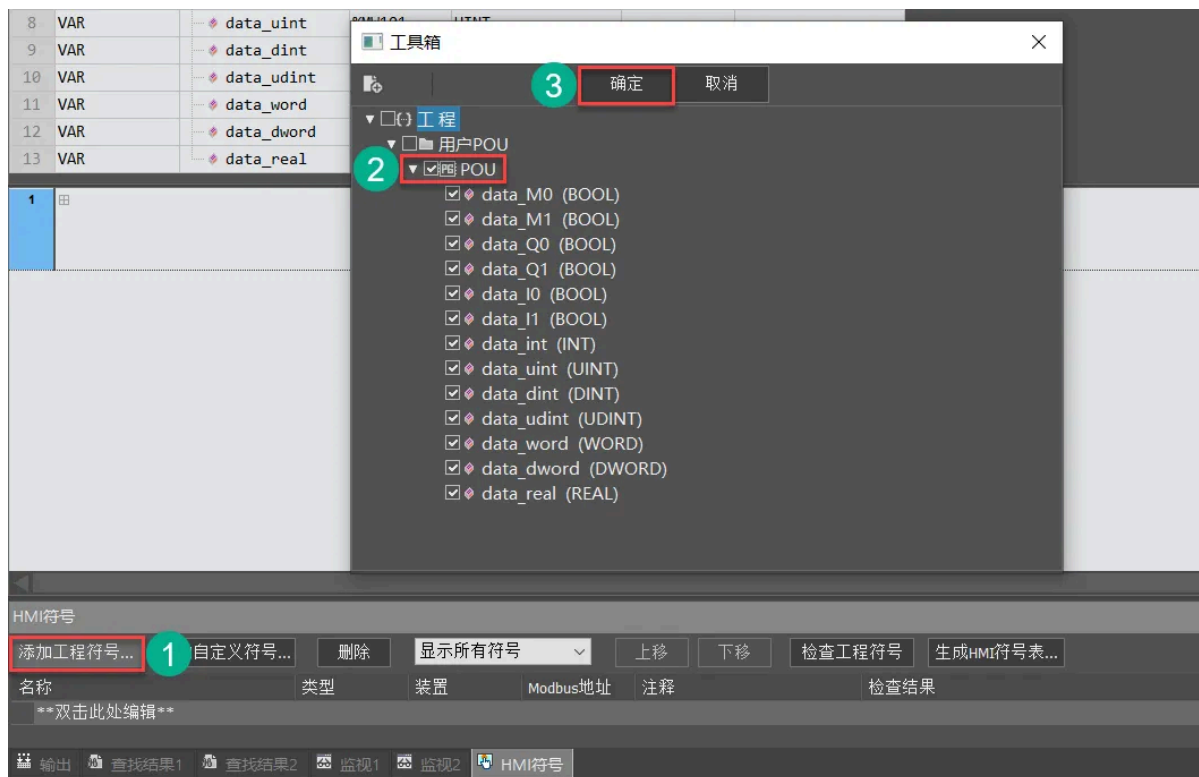 8 VAR data_uint UINT
9 VAR data_dint
10 VAR data_udint
11 VAR data_word
12 VAR data_dword
13 VAR data_real
1
工具箱
3 确定 取消
工程
用户POU
2 POU
data_M0 (BOOL)
data_M1 (BOOL)
data_Q0 (BOOL)
data_Q1 (BOOL)
data_I0 (BOOL)
data_I1 (BOOL)
data_int (INT)
data_uint (UINT)
data_dint (DINT)
data_udint (UDINT)
data_word (WORD)
data_dword (DWORD)
data_real (REAL)
HMI符号
添加工程符号... 1 自定义符号... 删除 显示所有符号 上移 下移 检查工程符号 生成HMI符号表...
名称 类型 装置 Modbus地址 注释 检查结果
**双击此处编辑**
输出 查找结果1 查找结果2 监视1 监视2 HMI符号